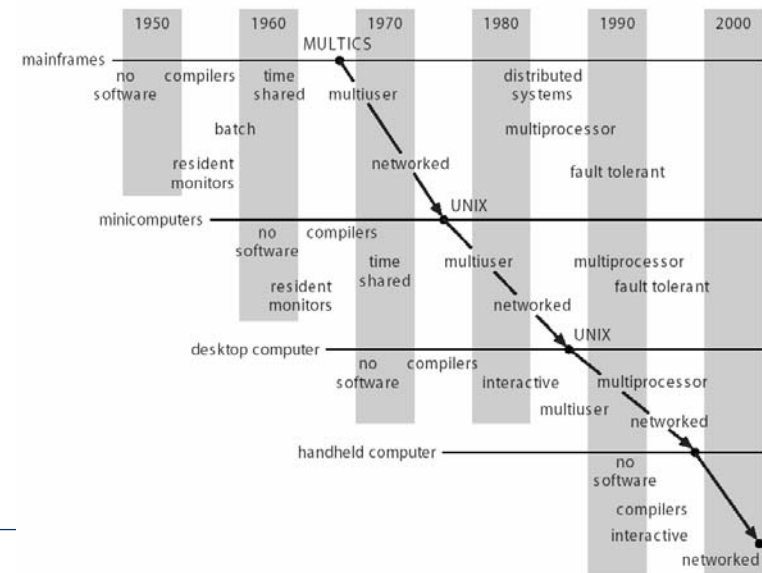 1950 1960 1970 1980 1990 2000
MULTICS
mainframes
no compilers time distributed
software shared multiuser systems
batch multiprocessor
resident networked fault tolerant
monitors
minicomputers UNIX
no compilers
software time multiuser multiprocessor
shared
resident fault tolerant
monitors networked
UNIX
desktop computer
no compilers
software interactive multiprocessor
multiuser
networked
handheld computer
no
software
compilers
interactive
networked